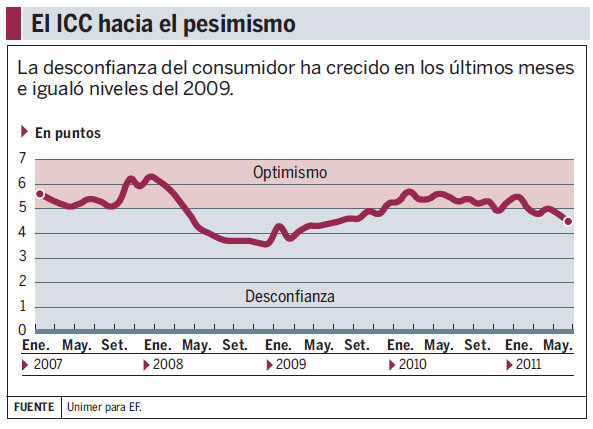 El ICC hacia el pesimismo
La desconfianza del consumidor ha crecido en los últimos meses
e igualó niveles del 2009.
En puntos
7
6
5
4
3
2
1
0
Optimismo
Desconfianza
Ene. May. Set. Ene. May. Set. Ene. May. Set. Ene. May. Set. Ene. May.
2007 2008 2009 2010 2011
FUENTE Unimer para EF.